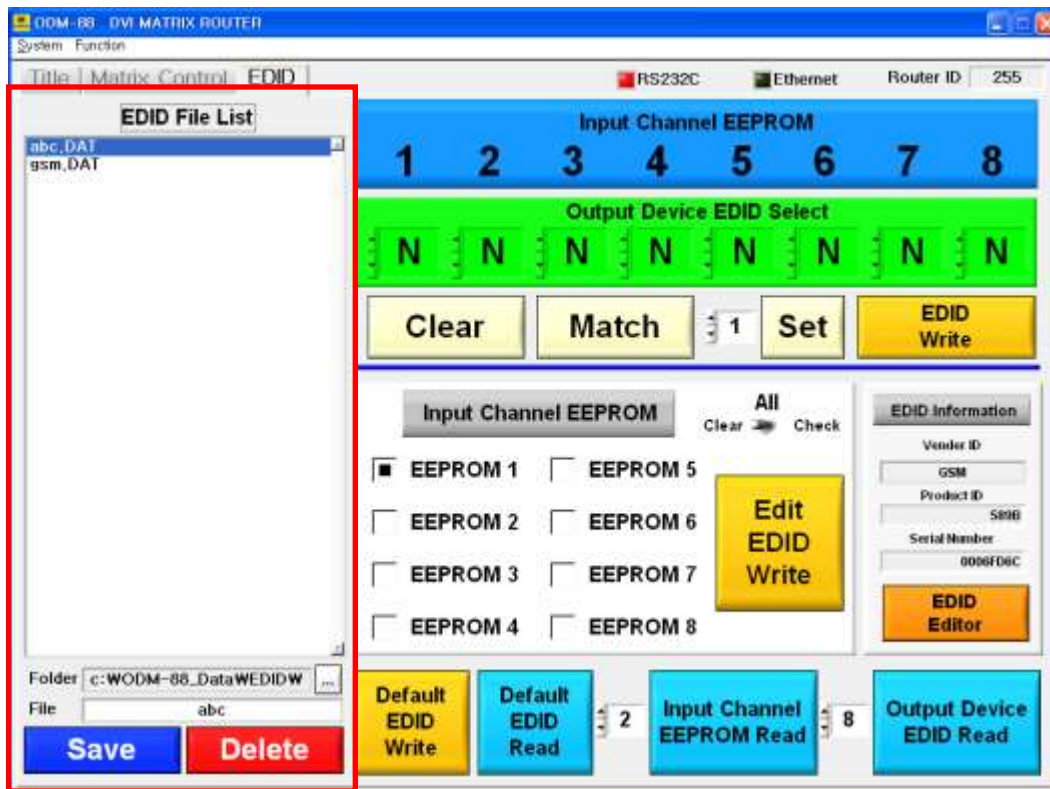 ODM-88 DVI MATRIX ROUTER
System Function
Title Matrix Control EDID
RS232C Ethernet Router ID 255
EDID File List
abc,DAT
gsm,DAT
Input Channel EEPROM
1 2 3 4 5 6 7 8
Output Device EDID Select
N N N N N N N N
Clear Match 1 Set EDID Write
Input Channel EEPROM
All
Clear Check
EEPROM 1 EEPROM 5
EEPROM 2 EEPROM 6
EEPROM 3 EEPROM 7
EEPROM 4 EEPROM 8
Edit
EDID
Write
EDID Information
Vender ID
GSM
Product ID
589B
Serial Number
0006FD6C
EDID
Editor
Folder c:₩ODM-88_Data₩EDID₩ ...
File abc
Save Delete
Default
EDID
Write
Default
EDID
Read
2
Input Channel
EEPROM Read
8
Output Device
EDID Read